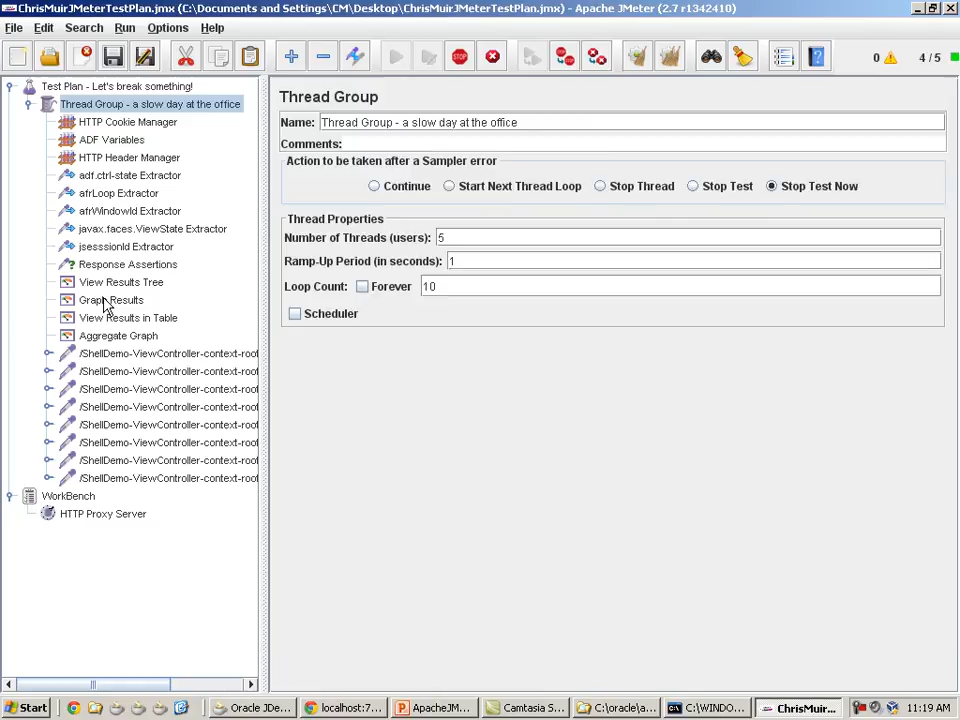 ChrisMuirJMeterTestPlan.jmx (C:\Documents and Settings\CM\Desktop\ChrisMuirJMeterTestPlan.jmx) - Apache JMeter (2.7 r1342410)
File Edit Search Run Options Help
0 4 / 5
Test Plan - Let's break something!
Thread Group - a slow day at the office
HTTP Cookie Manager
ADF Variables
HTTP Header Manager
adf.ctrl-state Extractor
afrLoop Extractor
afrWindowId Extractor
javax.faces.ViewState Extractor
jsesssionId Extractor
Response Assertions
View Results Tree
Graph Results
View Results in Table
Aggregate Graph
/ShellDemo-ViewController-context-root
/ShellDemo-ViewController-context-root
/ShellDemo-ViewController-context-root
/ShellDemo-ViewController-context-root
/ShellDemo-ViewController-context-root
/ShellDemo-ViewController-context-root
/ShellDemo-ViewController-context-root
/ShellDemo-ViewController-context-root
WorkBench
HTTP Proxy Server
Thread Group
Name: Thread Group - a slow day at the office
Comments:
Action to be taken after a Sampler error
Continue Start Next Thread Loop Stop Thread Stop Test Stop Test Now
Thread Properties
Number of Threads (users): 5
Ramp-Up Period (in seconds): 1
Loop Count: Forever 10
Scheduler
Start Oracle JDe... localhost:7... ApacheJM... Camtasia S... C:\oracle\a... C:\WINDO... ChrisMuir... 11:19 AM